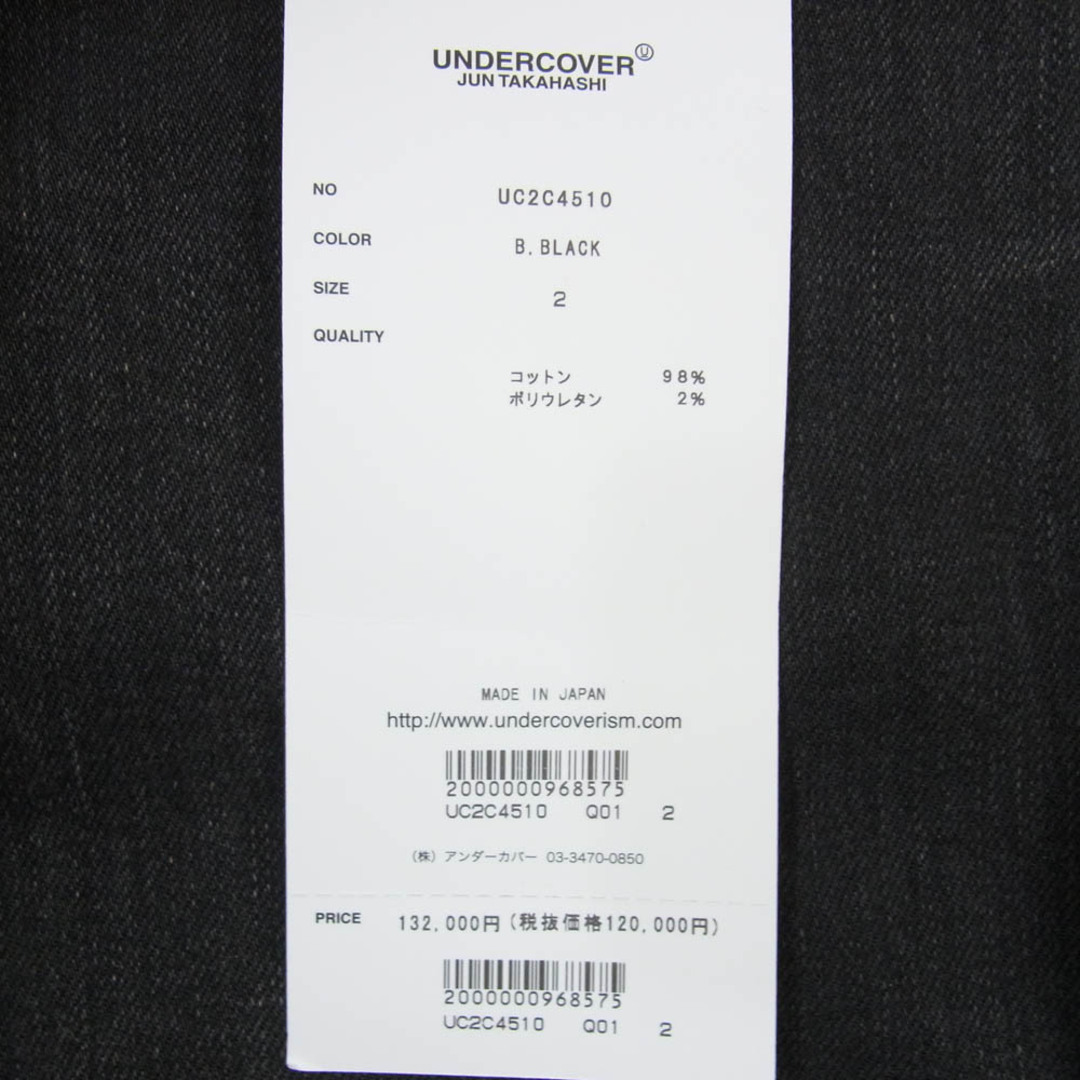 UNDERCOVER U
JUN TAKAHASHI
NO UC2C4510
COLOR B.BLACK
SIZE 2
QUALITY
コットン 98%
ポリウレタン 2%
MADE IN JAPAN
http://www.undercoverism.com
2000000968575
UC2C4510 Q01 2
(株) アンダーカバー 03-3470-0850
PRICE 132,000円(税抜価格120,000円)
2000000968575
UC2C4510 Q01 2